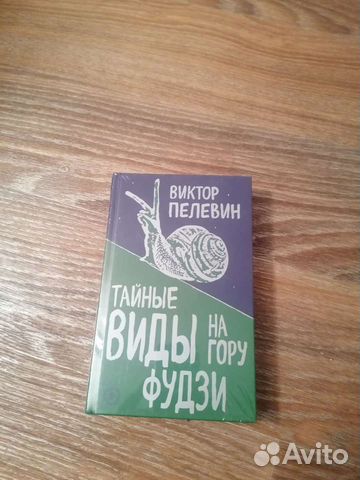 ВИКТОР
ПЕЛЕВИН
ТАЙНЫЕ
ВИДЫ НА ГОРУ
ФУДЗИ
Avito